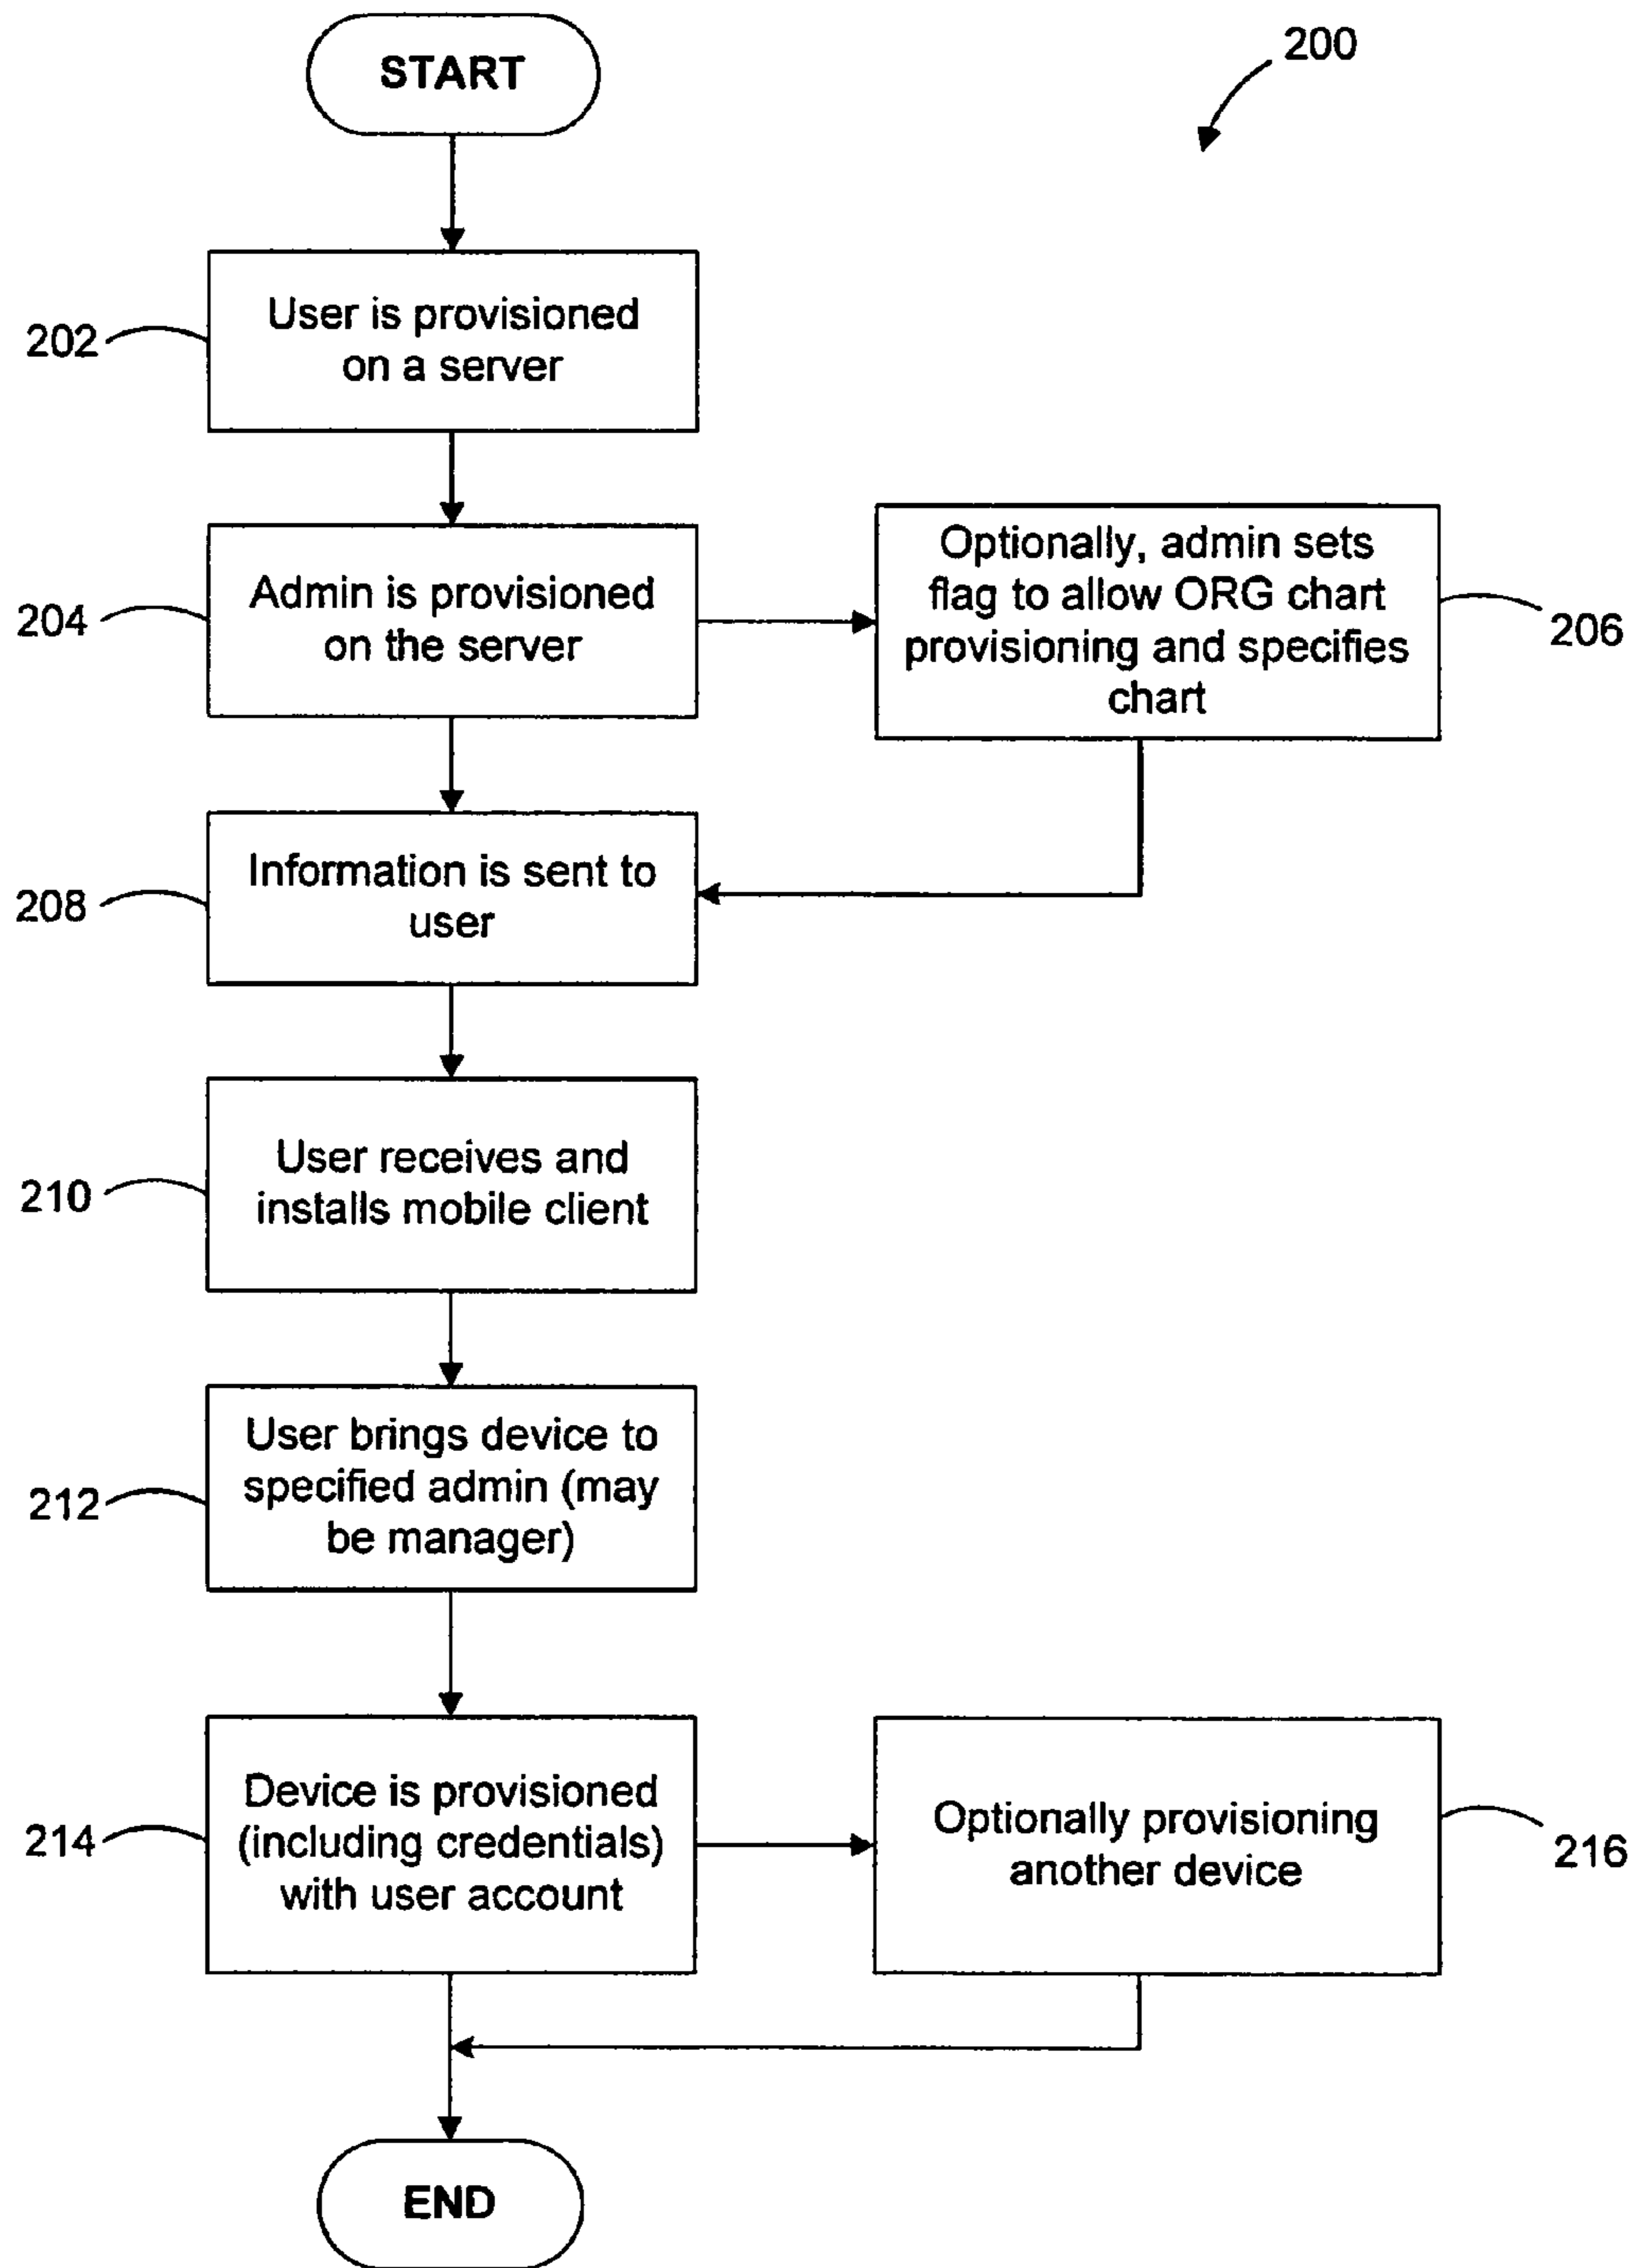 START
200
202
User is provisioned
on a server
204
Admin is provisioned
on the server
Optionally, admin sets
flag to allow ORG chart
provisioning and specifies
chart
206
208
Information is sent to
user
210
User receives and
installs mobile client
212
User brings device to
specified admin (may
be manager)
214
Device is provisioned
(including credentials)
with user account
Optionally provisioning
another device
216
END